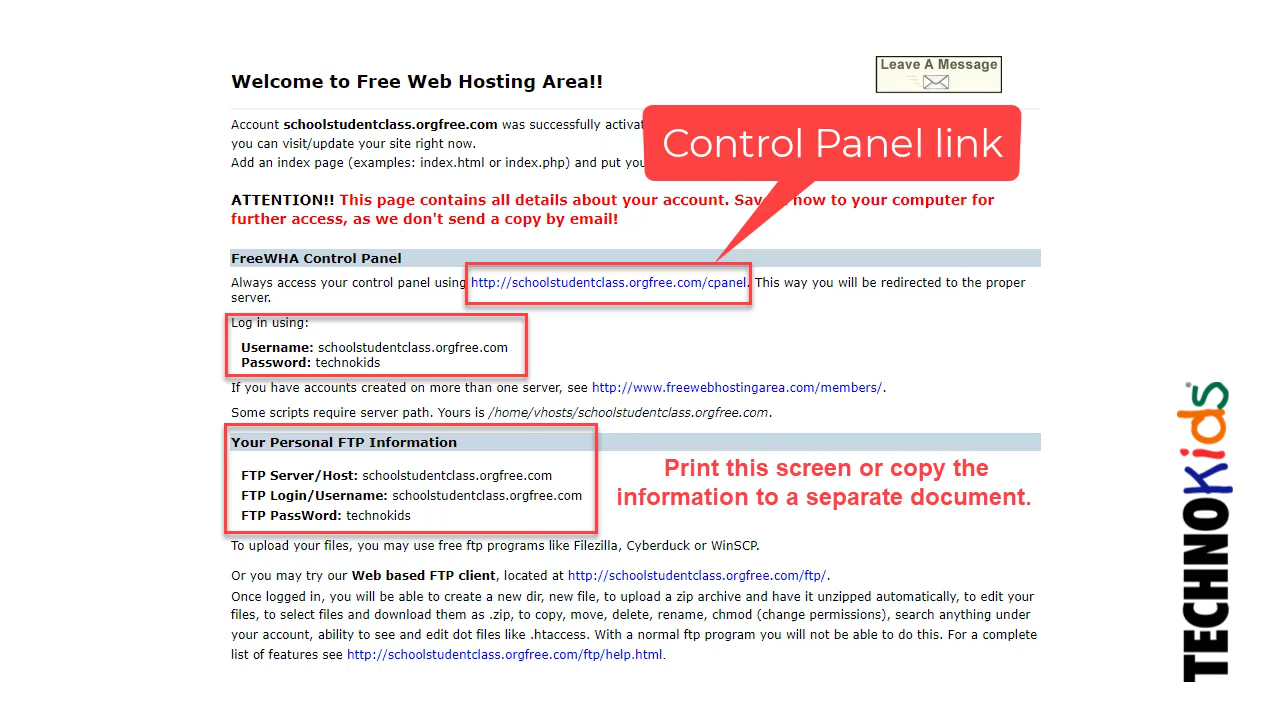 Welcome to Free Web Hosting Area!!
Leave A Message
Account schoolstudentclass.orgfree.com was successfully
you can visit/update your site right now.
Add an index page (examples: index.html or index.php) and put
Control Panel link
ATTENTION!! This page contains all details about your account. now to your computer for
further access, as we don't send a copy by email!
FreeWHA Control Panel
Always access your control panel using http://schoolstudentclass.orgfree.com/cpanel. This way you will be redirected to the proper
server.
Log in using:
Username: schoolstudentclass.orgfree.com
Password: technokids
If you have accounts created on more than one server, see http://www.freewebhostingarea.com/members/.
Some scripts require server path. Yours is /home/vhosts/schoolstudentclass.orgfree.com.
Your Personal FTP Information
FTP Server/Host: schoolstudentclass.orgfree.com
FTP Login/Username: schoolstudentclass.orgfree.com
FTP PassWord: technokids
Print this screen or copy the
information to a separate document.
To upload your files, you may use free ftp programs like Filezilla, Cyberduck or WinSCP.
Or you may try our Web based FTP client, located at http://schoolstudentclass.orgfree.com/ftp/.
Once logged in, you will be able to create a new dir, new file, to upload a zip archive and have it unzipped automatically, to edit your
files, to select files and download them as .zip, to copy, move, delete, rename, chmod (change permissions), search anything under
your account, ability to see and edit dot files like .htaccess. With a normal ftp program you will not be able to do this. For a complete
list of features see http://schoolstudentclass.orgfree.com/ftp/help.html.
TECHNOKids